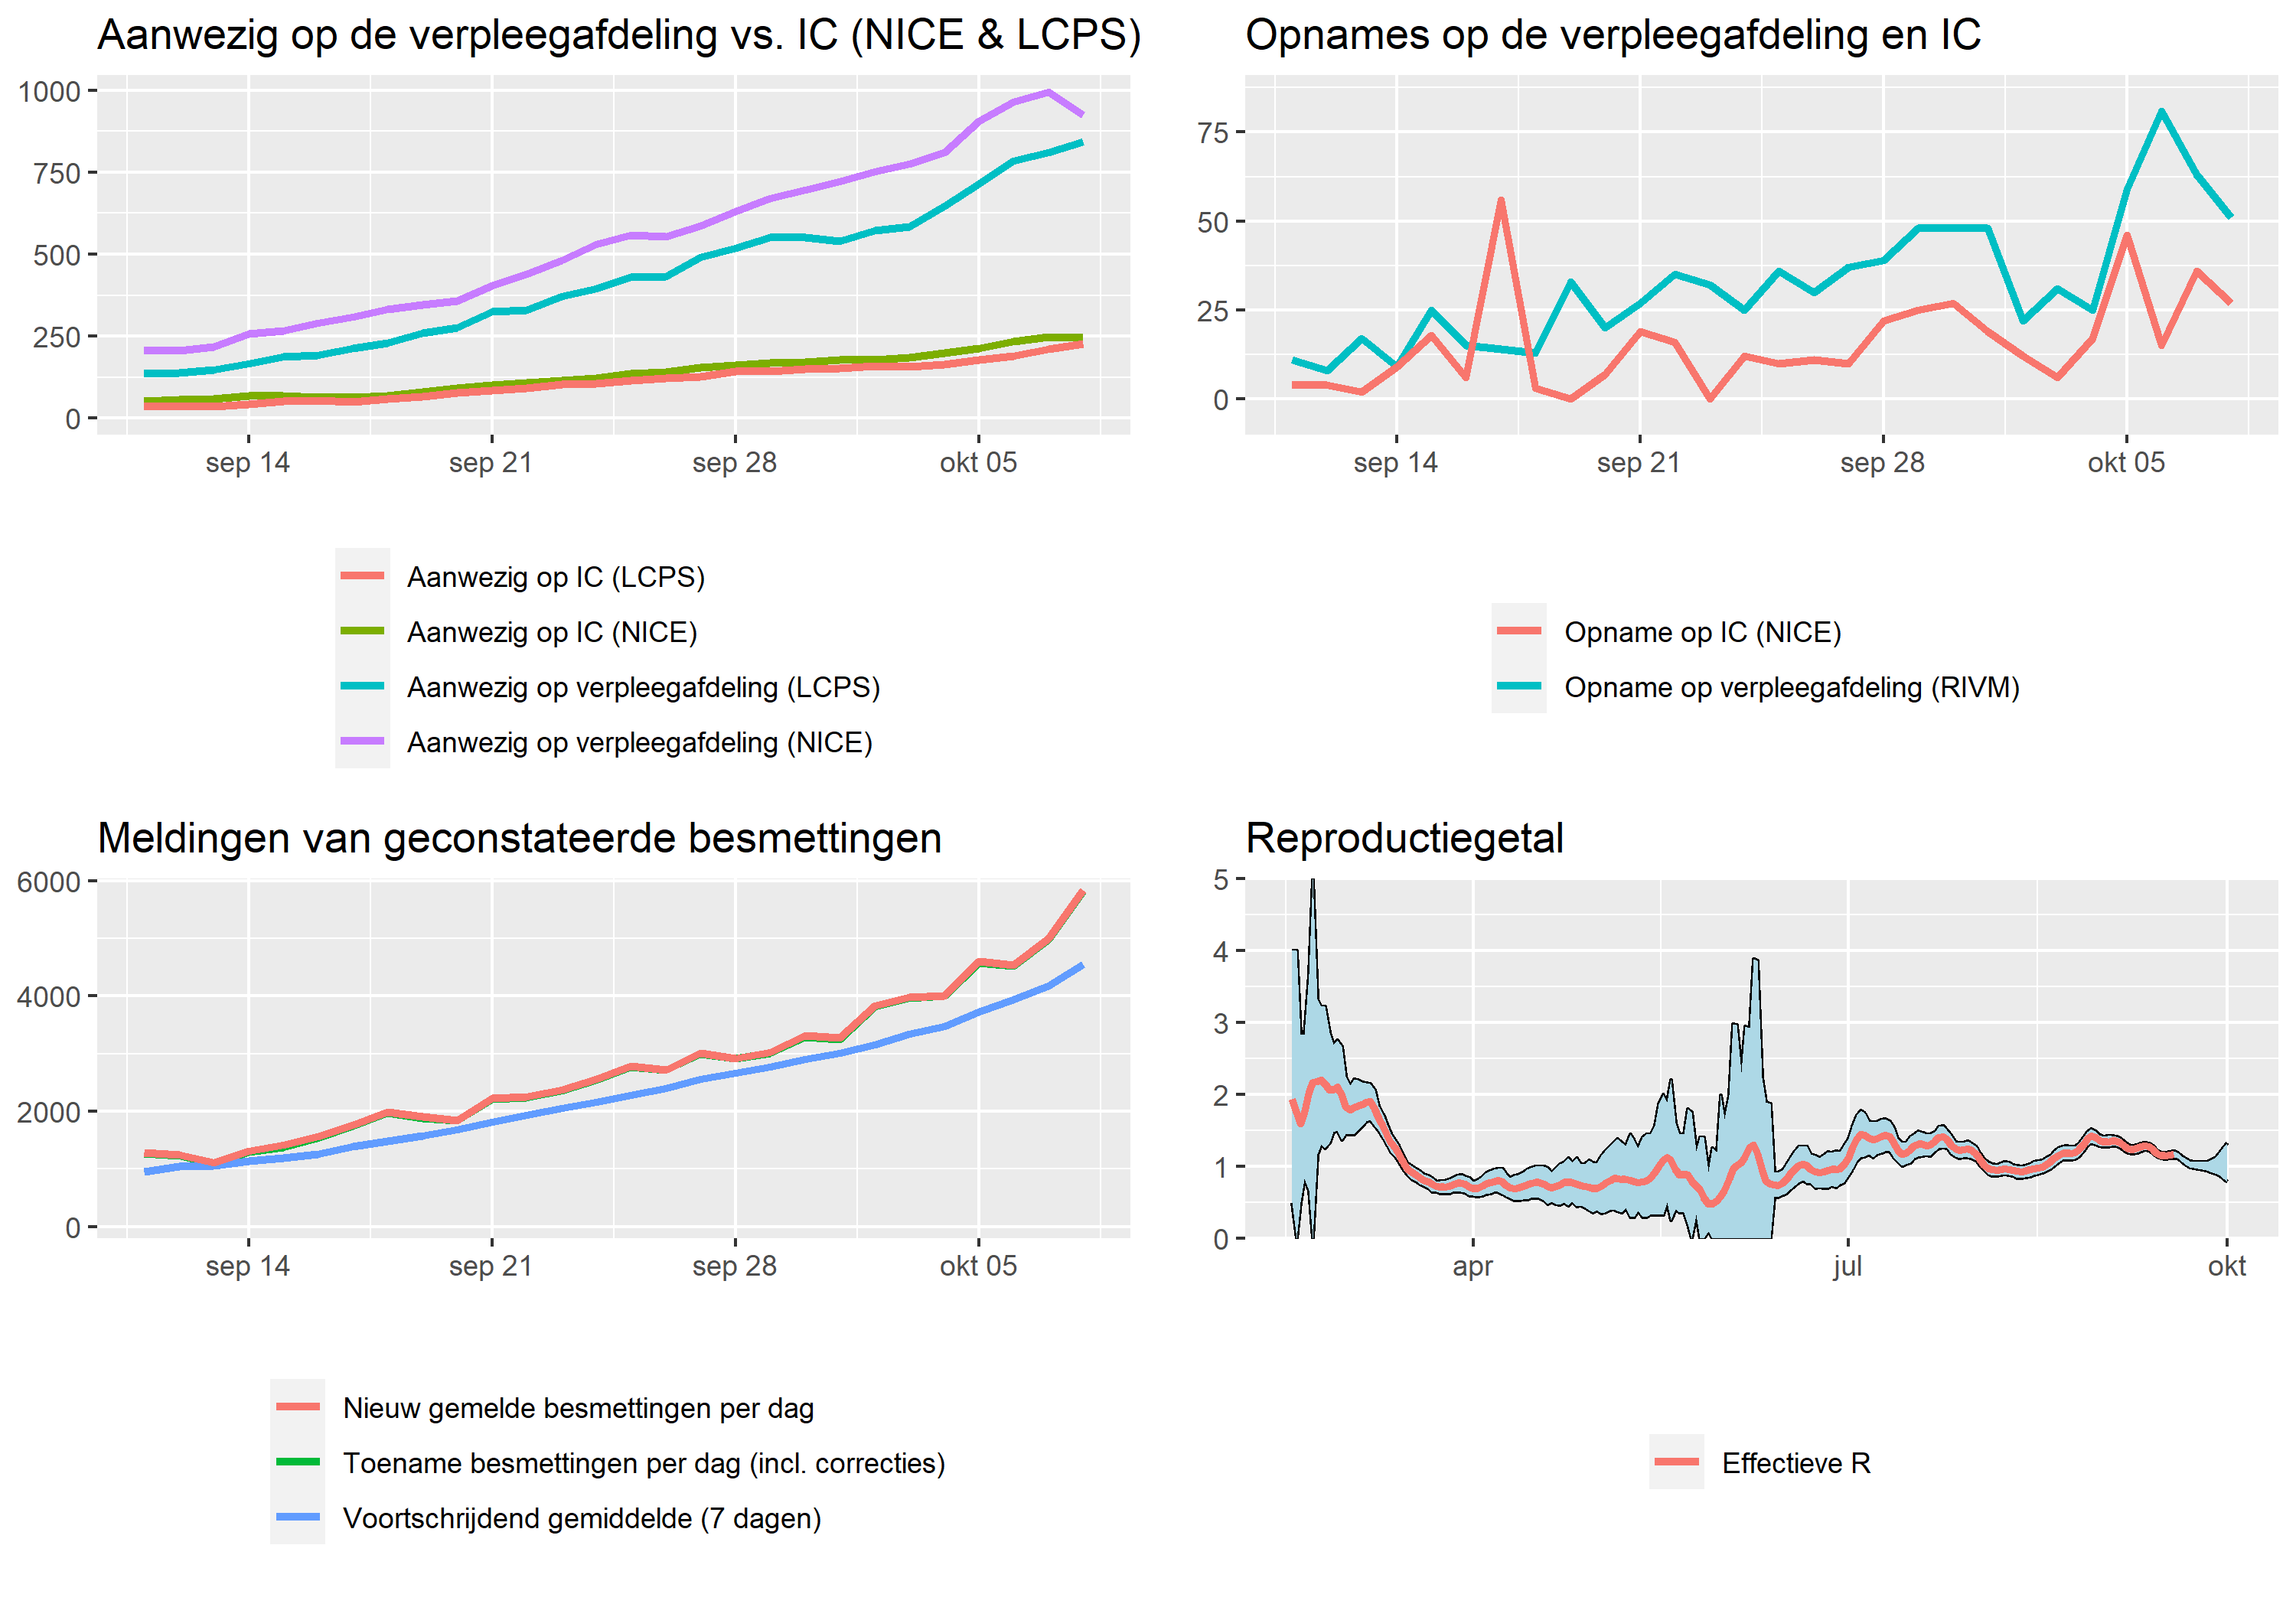 Aanwezig op de verpleegafdeling vs. IC (NICE & LCPS)
1000
750
500
250
0
sep 14
sep 21
sep 28
okt 05
Aanwezig op IC (LCPS)
Aanwezig op IC (NICE)
Aanwezig op verpleegafdeling (LCPS)
Aanwezig op verpleegafdeling (NICE)
Opnames op de verpleegafdeling en IC
75
50
25
0
sep 14
sep 21
sep 28
okt 05
Opname op IC (NICE)
Opname op verpleegafdeling (RIVM)
Meldingen van geconstateerde besmettingen
6000
4000
2000
0
sep 14
sep 21
sep 28
okt 05
Nieuw gemelde besmettingen per dag
Toename besmettingen per dag (incl. correcties)
Voortschrijdend gemiddelde (7 dagen)
Reproductiegetal
5
4
3
2
1
0
apr
jul
okt
Effectieve R